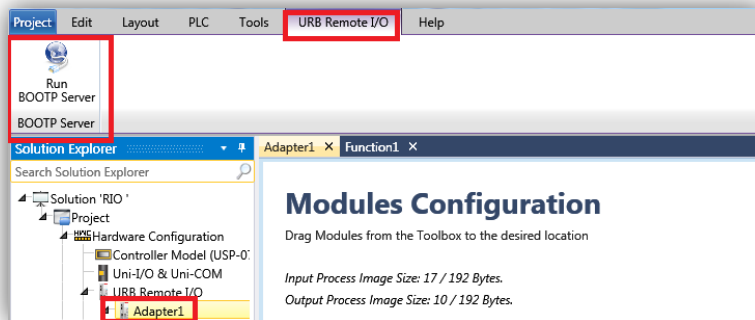 Project Edit Layout PLC Tools URB Remote I/O Help
Run
BOOTP Server
BOOTP Server
Solution Explorer
Adapter1 Function1
Search Solution Explorer
Solution 'RIO '
Project
Hardware Configuration
Controller Model (USP-0
Uni-I/O & Uni-COM
URB Remote I/O
Adapter1
Modules Configuration
Drag Modules from the Toolbox to the desired location
Input Process Image Size: 17 / 192 Bytes.
Output Process Image Size: 10 / 192 Bytes.